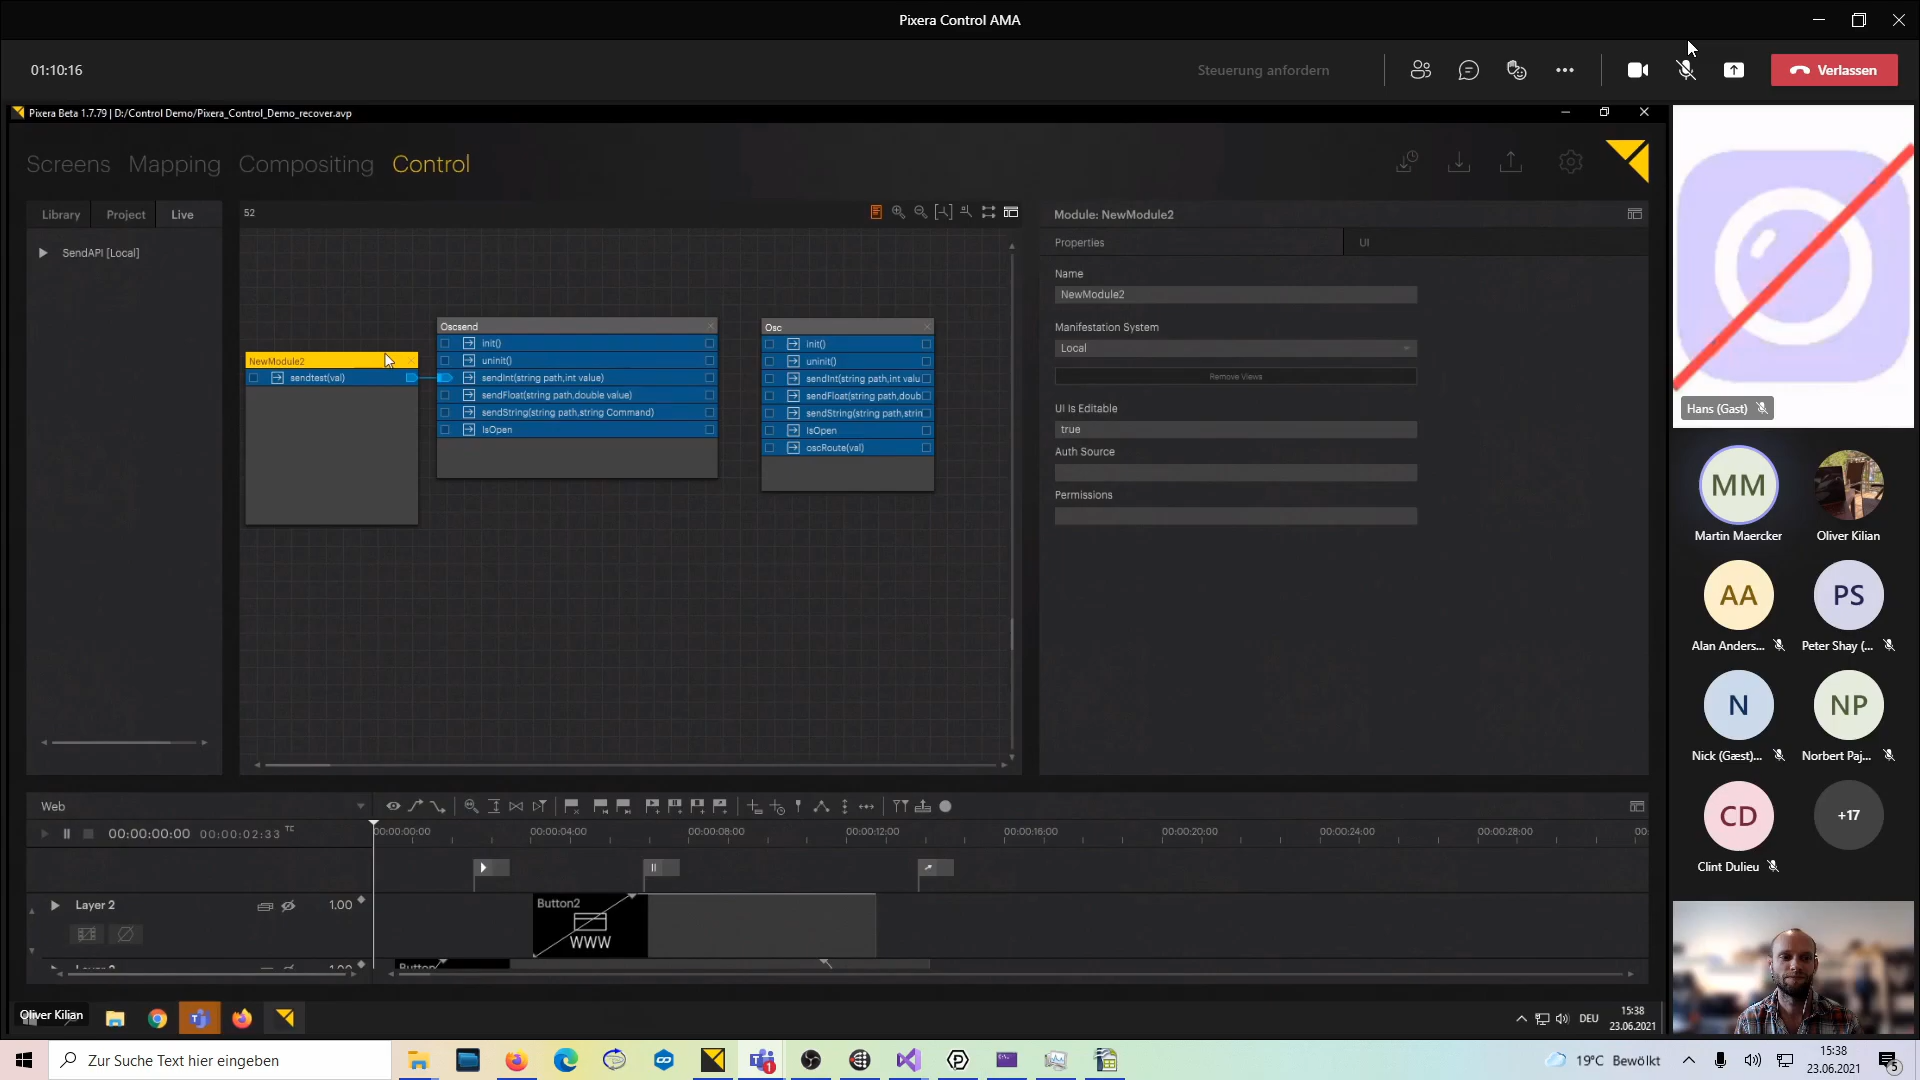 Pixera Control AMA
01:10:16
Steuerung anfordern
Verlassen
Pixera Beta 1.7.79 | D:/Control Demo/Pixera_Control_Demo_recover.avp
Screens Mapping Compositing Control
Library Project Live
52
SendAPI [Local]
NewModule2
sendtest(val)
Oscsend
init()
uninit()
sendInt(string path,int value)
sendFloat(string path,double value)
sendString(string path,string Command)
IsOpen
Osc
init()
uninit()
sendInt(string path,int valu
sendFloat(string path,doub
sendString(string path,strin
IsOpen
oscRoute(val)
Module: NewModule2
Properties
UI
Name
NewModule2
Manifestation System
Local
Remove Views
UI Is Editable
true
Auth Source
Permissions
Hans (Gast)
MM
Martin Maercker
Oliver Kilian
AA
Alan Anders...
PS
Peter Shay (...
N
Nick (Gæst)...
NP
Norbert Paj...
CD
Clint Dulieu
+17
Web
00:00:00:00 00:00:02:33 TC
00:00:00:00 00:00:04:00 00:00:08:00 00:00:12:00 00:00:16:00 00:00:20:00 00:00:24:00 00:00:28:00 00:
Layer 2
1.00
Button2
WWW
Button
Oliver Kilian
DEU
15:38
23.06.2021
Zur Suche Text hier eingeben
1
19°C Bewölkt
15:38
23.06.2021
5